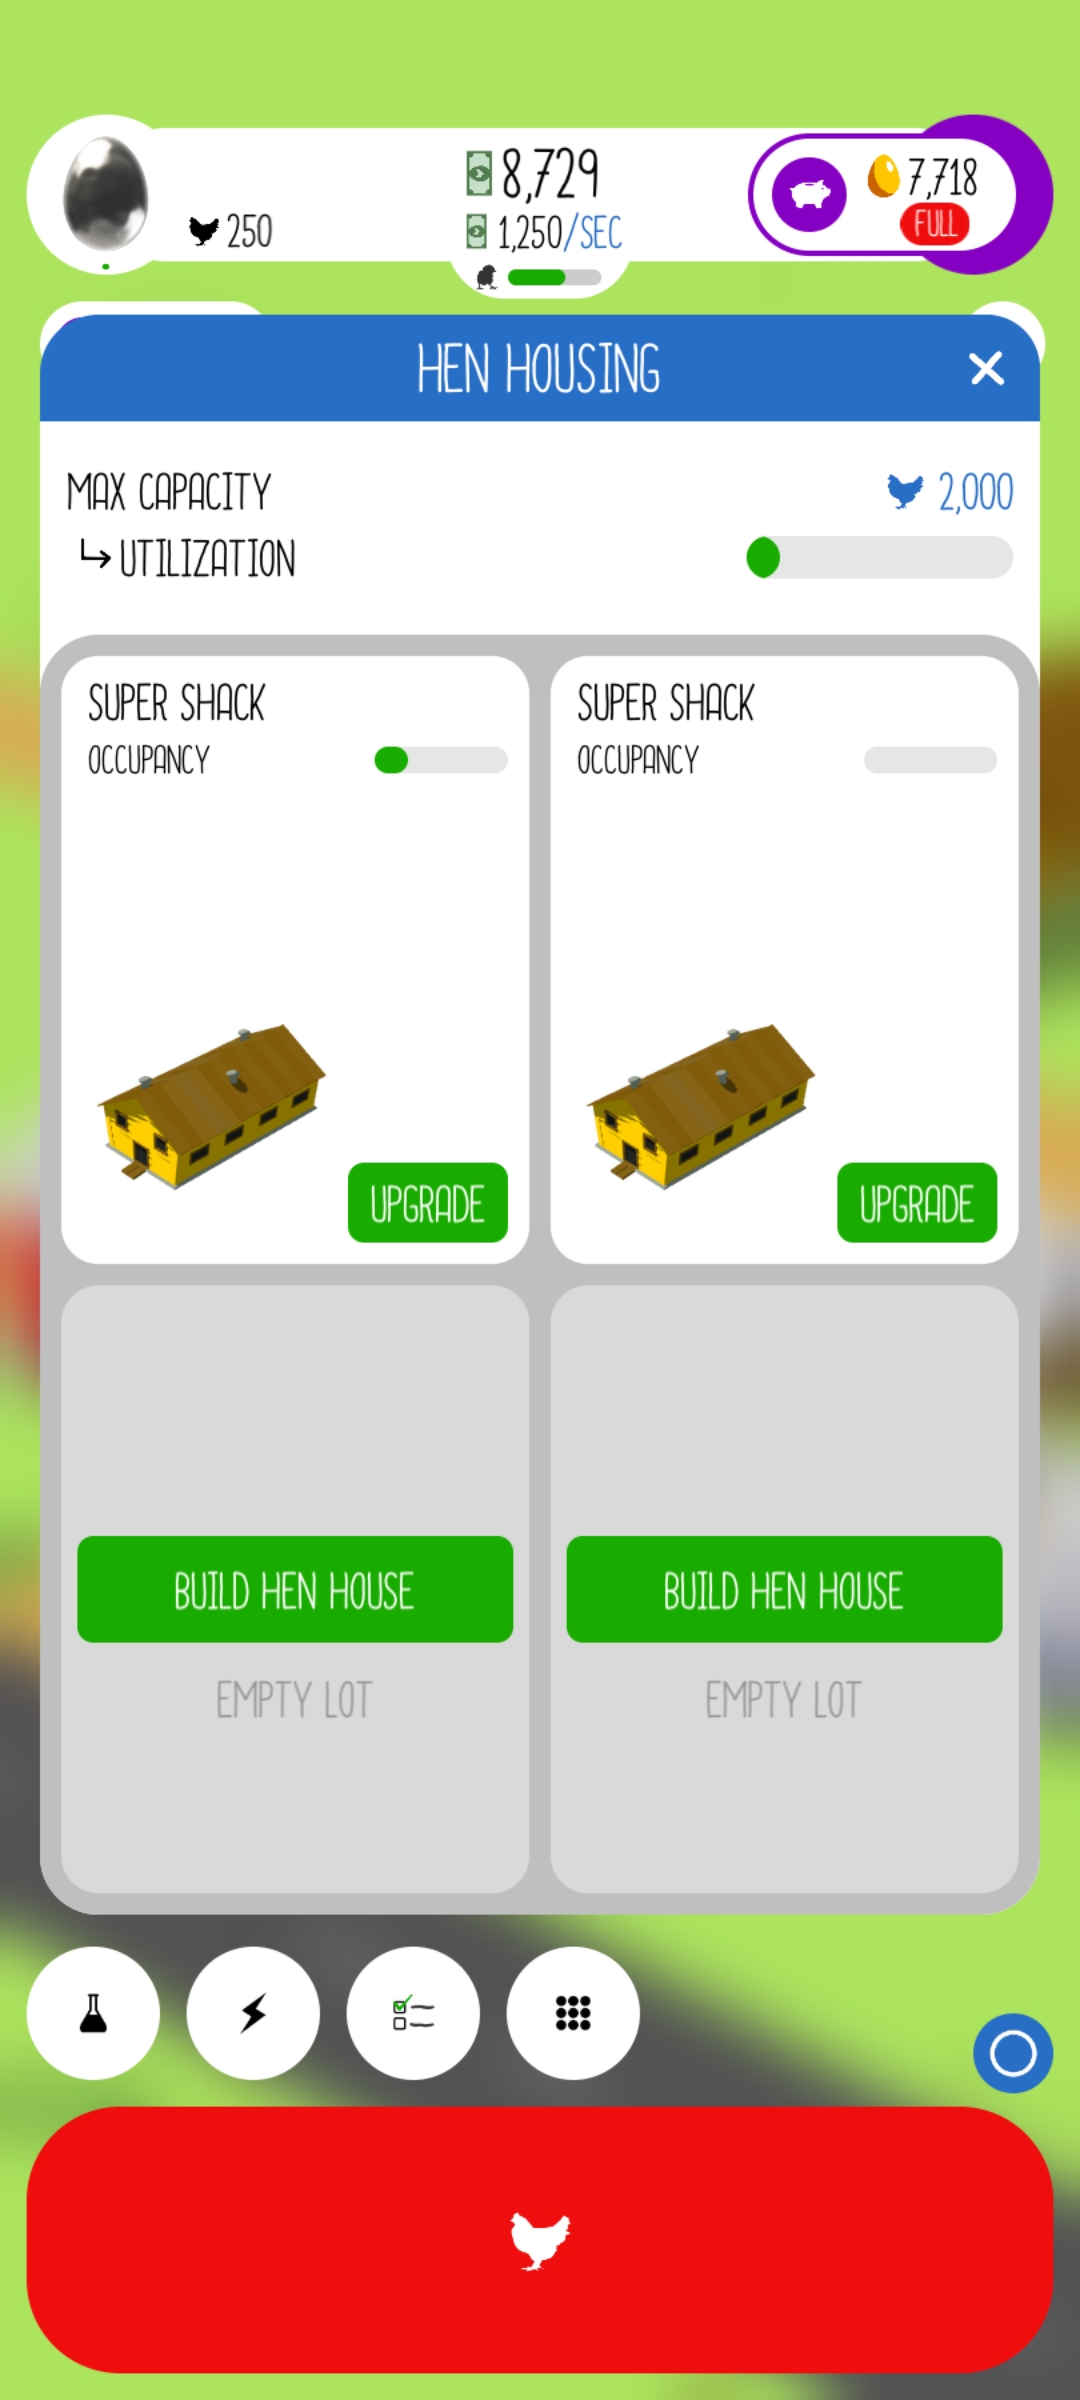 8,729
250
1,250/SEC
7,718
FULL
HEN HOUSING
MAX CAPACITY
2,000
UTILIZATION
SUPER SHACK
OCCUPANCY
UPGRADE
SUPER SHACK
OCCUPANCY
UPGRADE
BUILD HEN HOUSE
EMPTY LOT
BUILD HEN HOUSE
EMPTY LOT